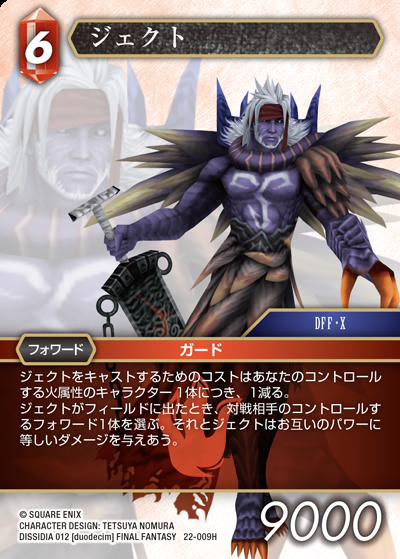 6
ジェクト
DFF・X
フォワード
ガード
ジェクトをキャストするためのコストはあなたのコントロール
する火属性のキャラクター1体につき、1減る。
ジェクトがフィールドに出たとき、対戦相手のコントロールす
るフォワード1体を選ぶ。それとジェクトはお互いのパワーに
等しいダメージを与えあう。
© SQUARE ENIX
CHARACTER DESIGN: TETSUYA NOMURA
DISSIDIA 012 [duodecim] FINAL FANTASY 22-009H
9000